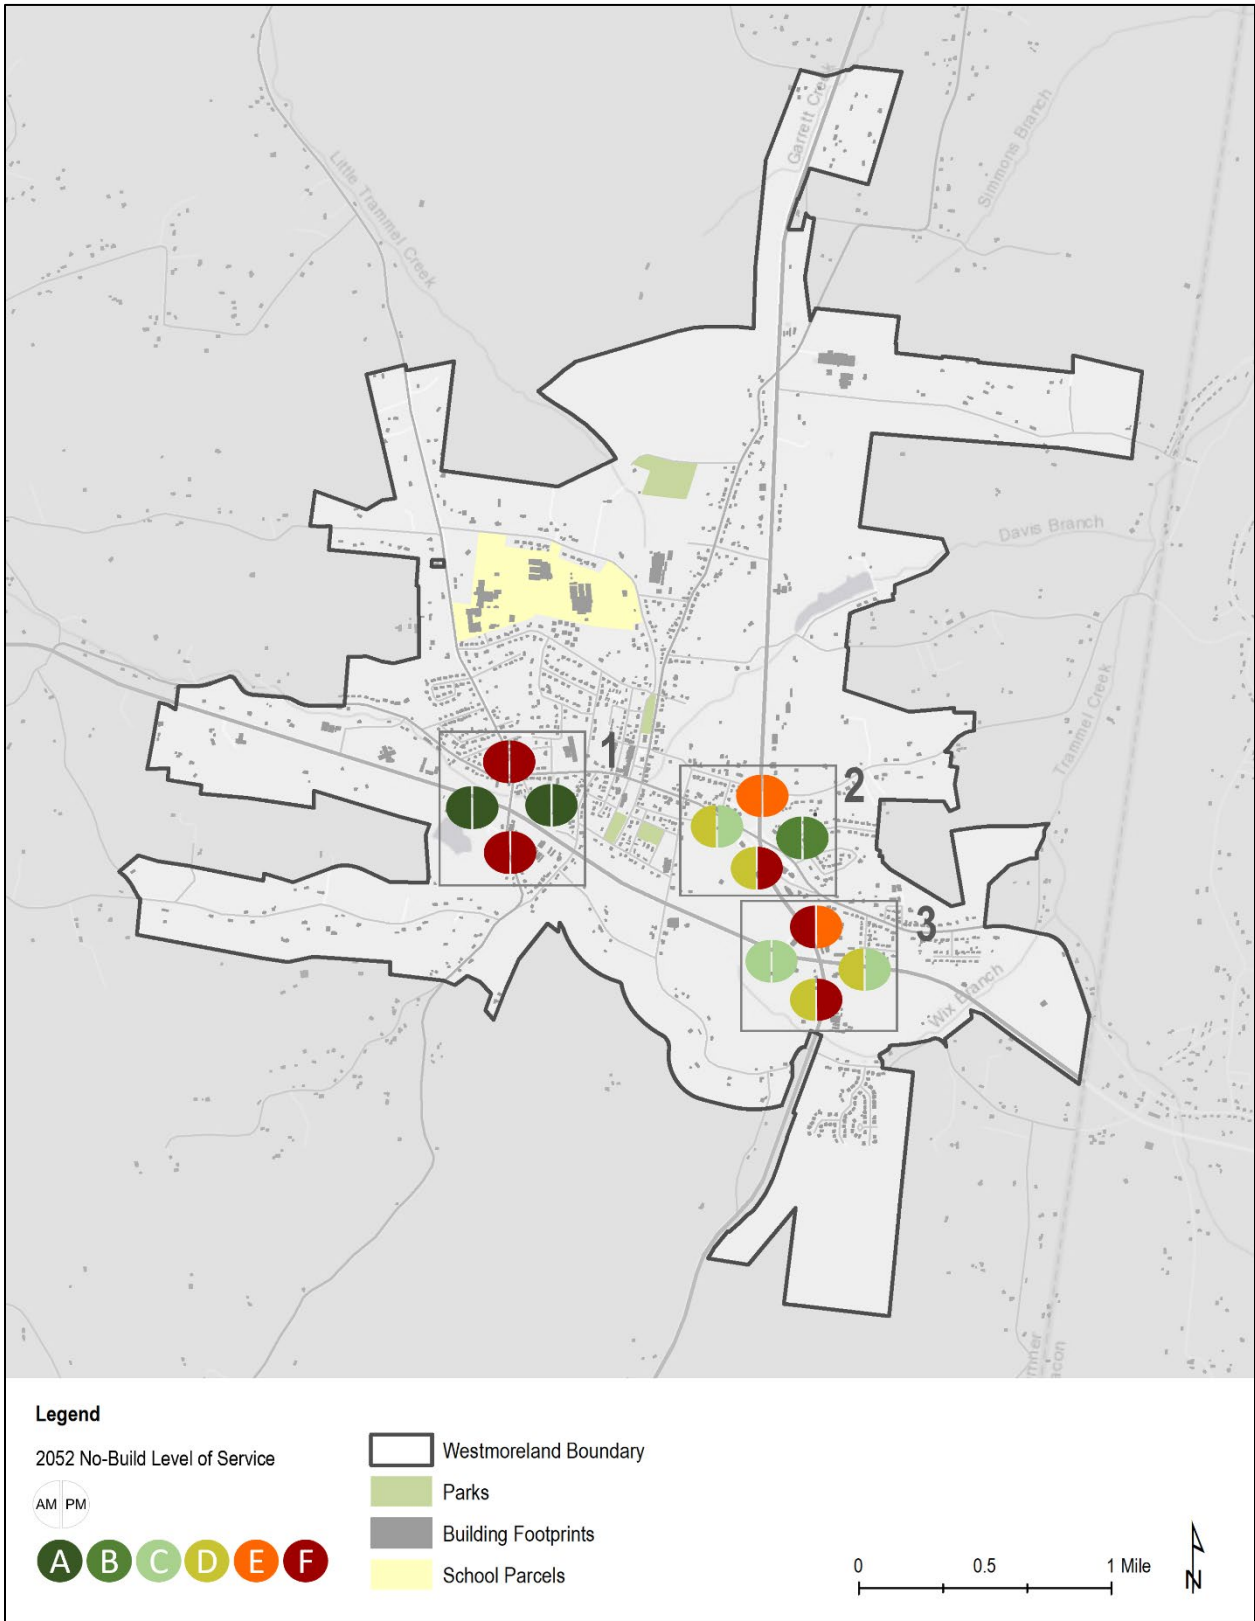 Garrett Creek
Simmons Branch
Little Trammel Creek
Davis Branch
Trammel Creek
1
2
3
Wix Branch
Legend
2052 No-Build Level of Service
AM PM
A B C D E F
Westmoreland Boundary
Parks
Building Footprints
School Parcels
0 0.5 1 Mile
N